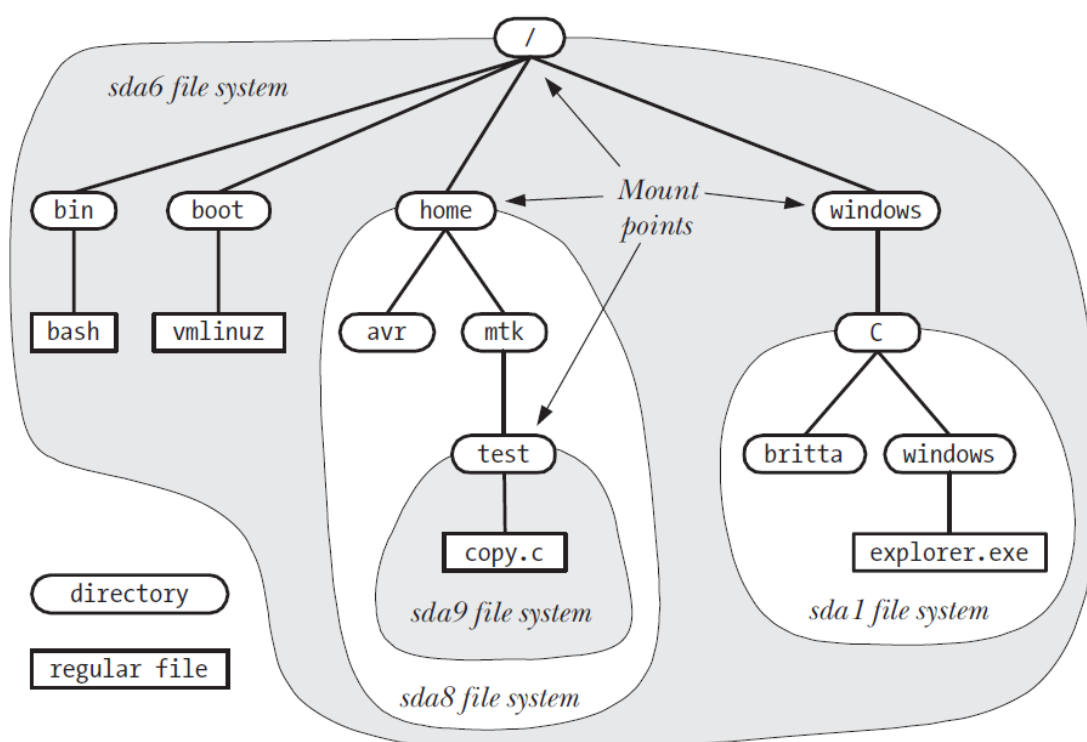 /
sda6 file system
bin
boot
home
Mount
points
windows
bash
vmlinuz
avr
mtk
C
test
britta
windows
copy.c
explorer.exe
directory
sda9 file system
sda1 file system
regular file
sda8 file system